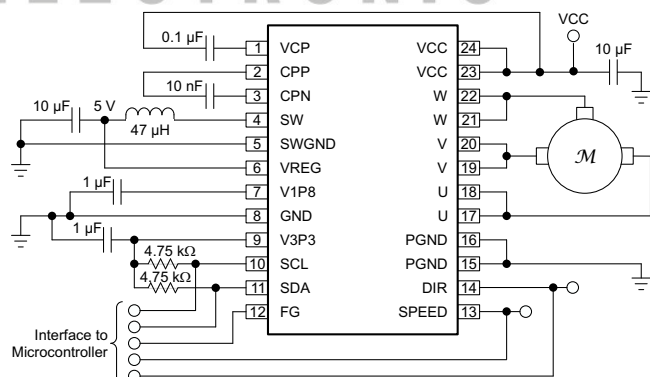 VCC
0.1 µF
10 µF
1 VCP VCC 24
2 CPP VCC 23
10 nF
3 CPN W 22
10 µF 5 V
47 µH
4 SW W 21
5 SWGND V 20
6 VREG V 19
M
1 µF
7 V1P8 U 18
8 GND U 17
1 µF
9 V3P3 PGND 16
4.75 kΩ
10 SCL PGND 15
4.75 kΩ
11 SDA DIR 14
12 FG SPEED 13
Interface to
Microcontroller